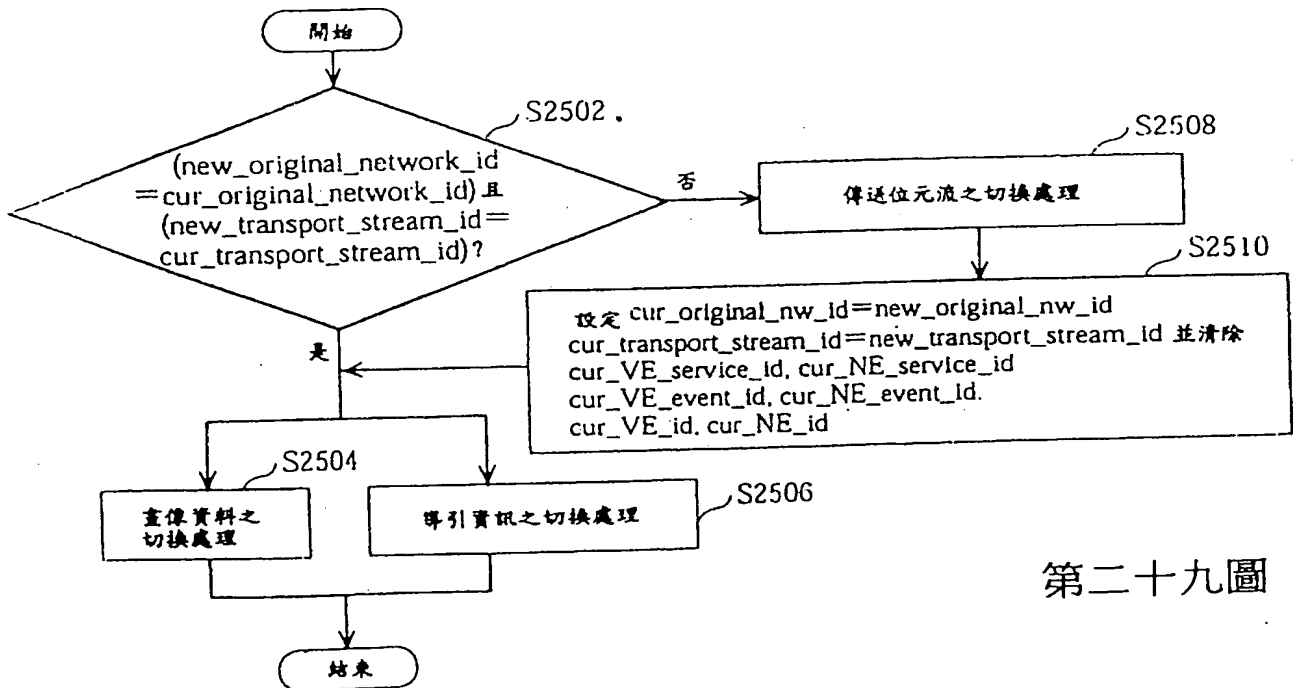 開始
S2502.
(new_original_network_id
=cur_original_network_id) 且
(new_transport_stream_id=
cur_transport_stream_id)?
否
S2508
傳送位元流之切換處理
S2510
設定 cur_original_nw_id=new_original_nw_id
cur_transport_stream_id=new_transport_stream_id 並清除
cur_VE_service_id, cur_NE_service_id
cur_VE_event_id, cur_NE_event_id.
cur_VE_id, cur_NE_id
是
S2504
畫像資料之
切換處理
S2506
導引資訊之切換處理
結束
第二十九圖